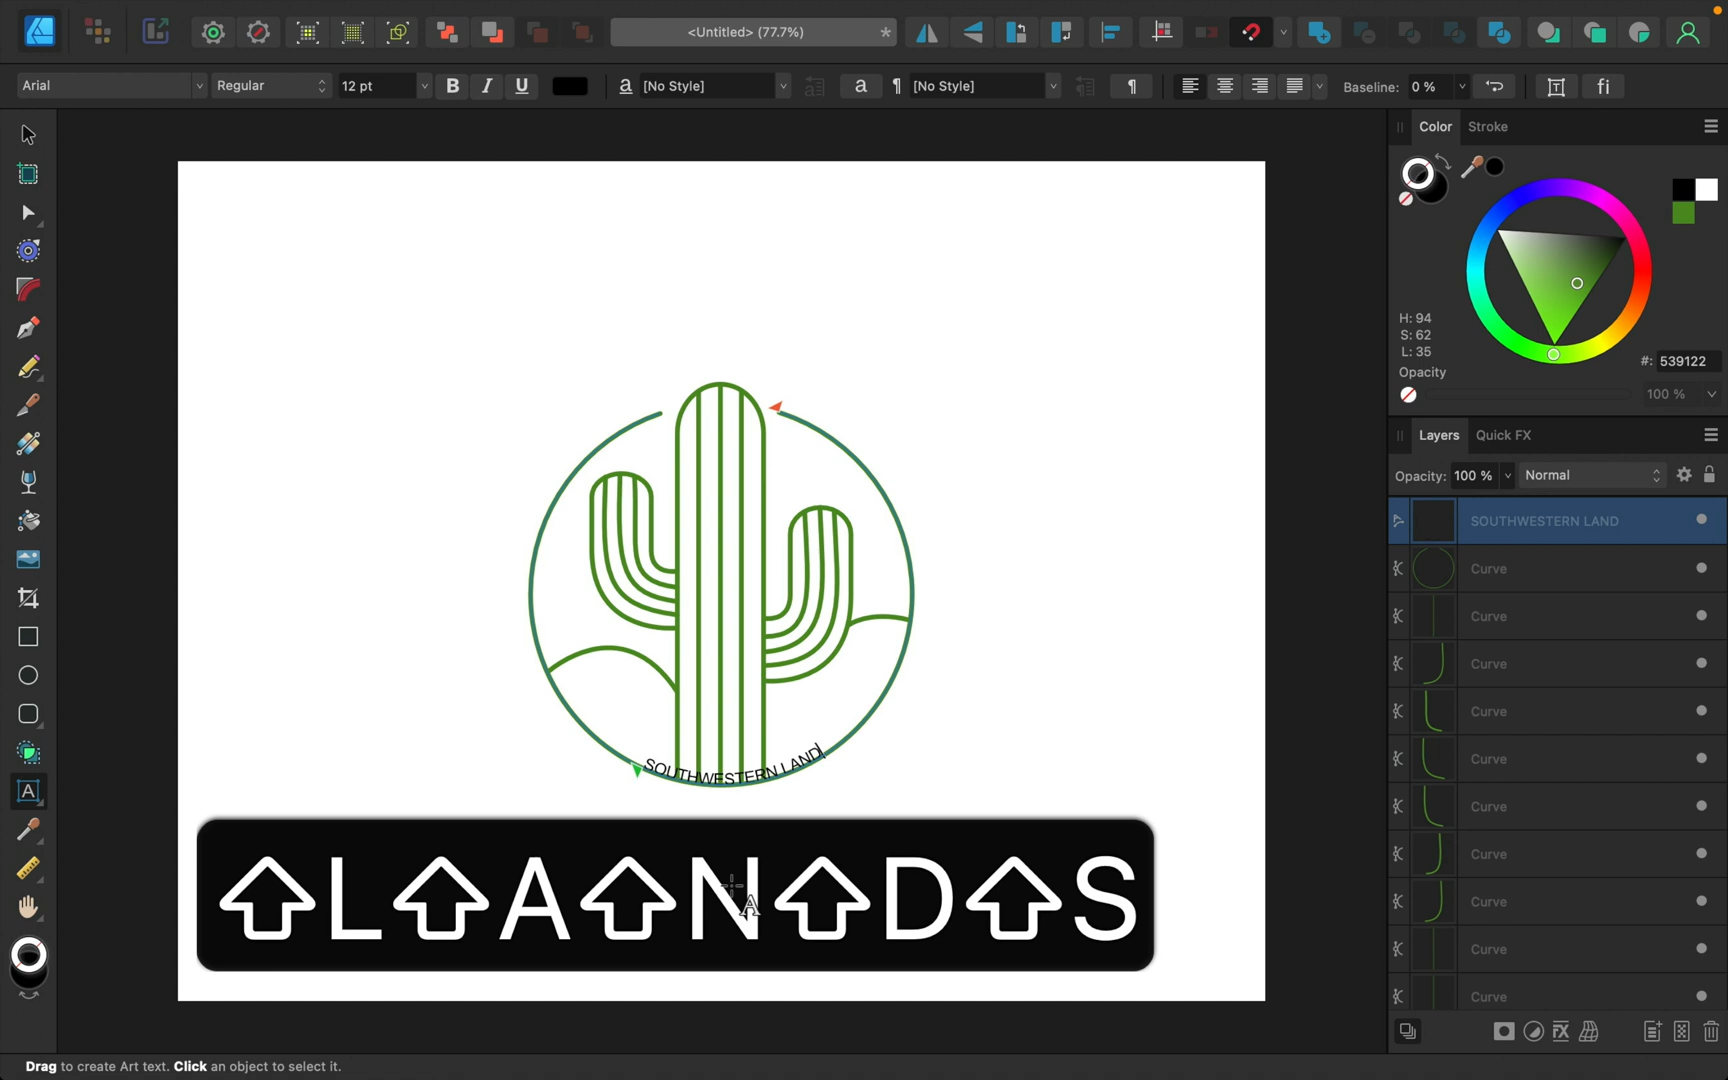 <Untitled> (77.7%)
*
Arial
Regular
12 pt
B
I
U
a
[No Style]
a
¶
[No Style]
¶
Baseline:
0 %
fi
Color
Stroke
H: 94
S: 62
L: 35
#:
539122
Opacity
100 %
Layers
Quick FX
Opacity:
100 %
Normal
SOUTHWESTERN LAND
Curve
Curve
Curve
Curve
Curve
Curve
Curve
Curve
Curve
Curve
SOUTHWESTERN LAND
⇧L⇧A⇧N⇧D⇧S
FX
Drag to create Art text. Click an object to select it.